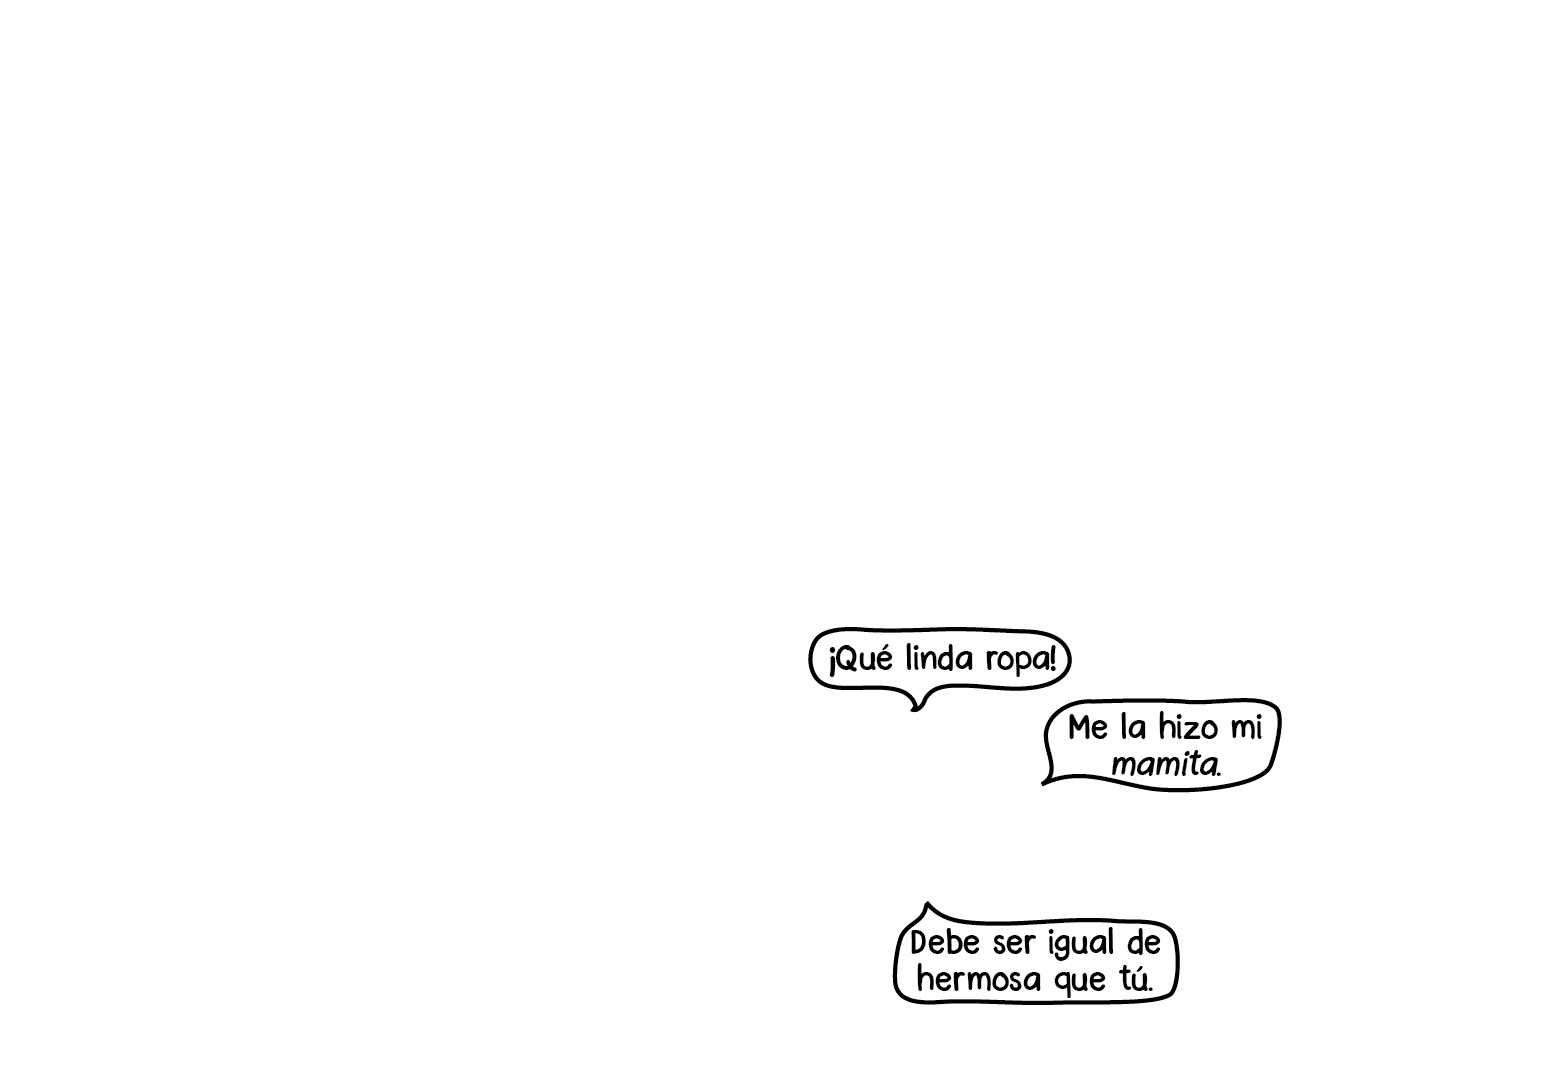 ¡Qué linda ropa!
Me la hizo mi
mamita.
Debe ser igual de
hermosa que tú.